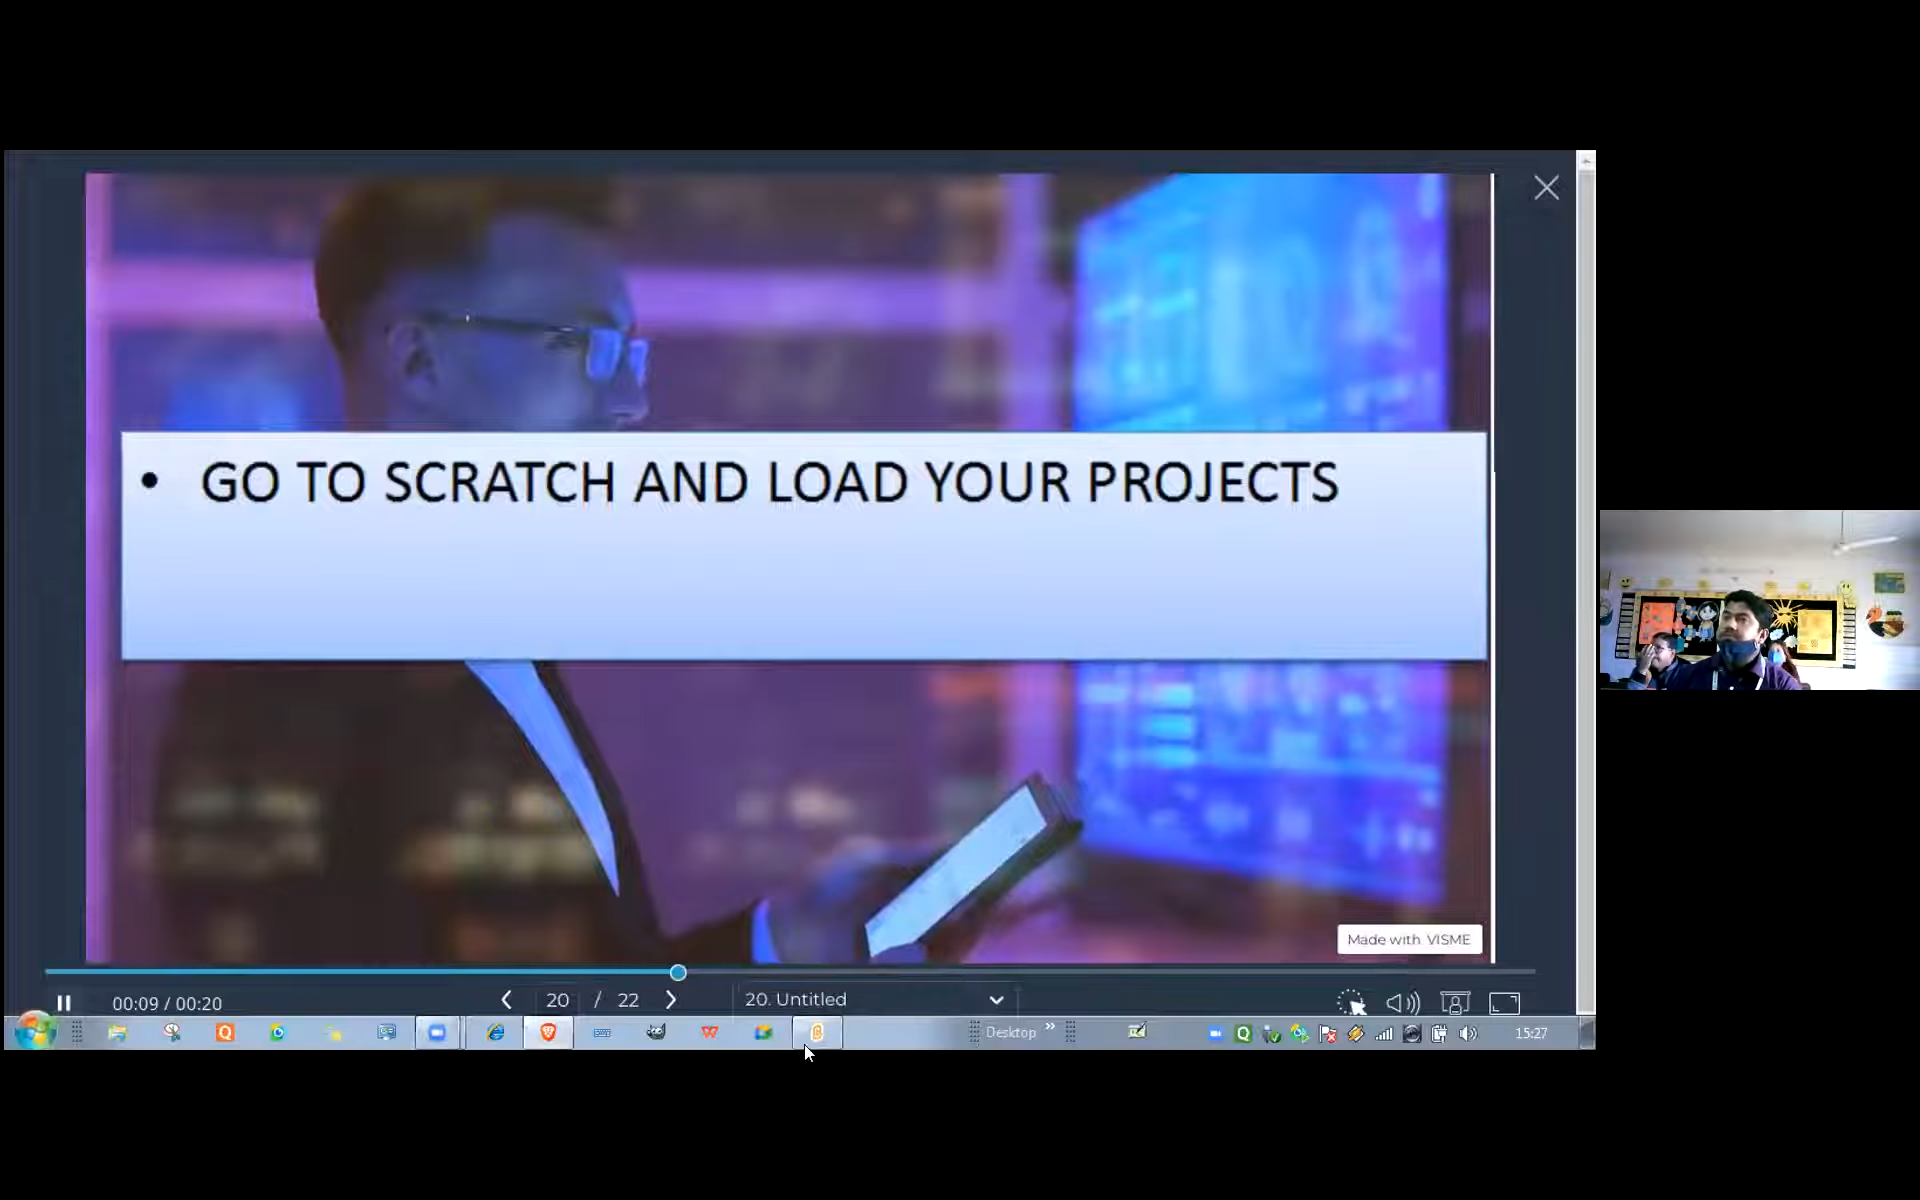 • GO TO SCRATCH AND LOAD YOUR PROJECTS
Made with VISME
00:09 / 00:20
20 / 22
20. Untitled
Desktop
15:27